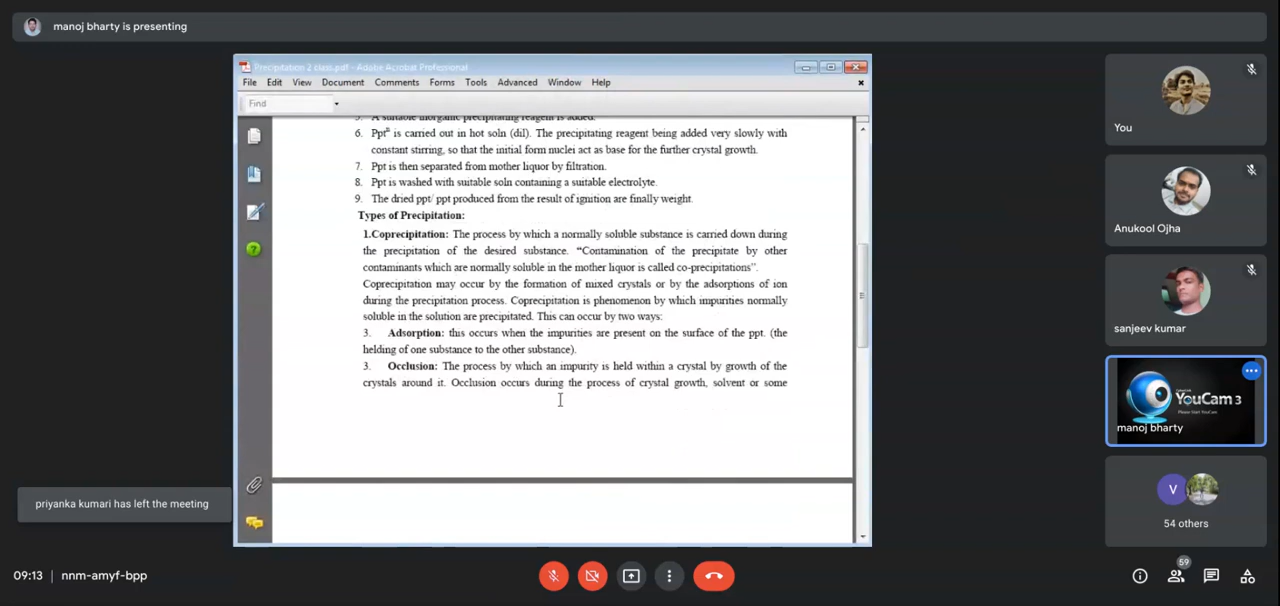 manoj bharty is presenting
Precipitation 2 class.pdf - Adobe Acrobat Professional
File Edit View Document Comments Forms Tools Advanced Window Help
Find
5. A suitable inorganic precipitating reagent is added.
6. Pptⁿ is carried out in hot soln (dil). The precipitating reagent being added very slowly with
constant stirring, so that the initial form nuclei act as base for the further crystal growth.
7. Ppt is then separated from mother liquor by filtration.
8. Ppt is washed with suitable soln containing a suitable electrolyte.
9. The dried ppt/ ppt produced from the result of ignition are finally weight.
Types of Precipitation:
1.Coprecipitation: The process by which a normally soluble substance is carried down during
the precipitation of the desired substance. “Contamination of the precipitate by other
contaminants which are normally soluble in the mother liquor is called co-precipitations”.
Coprecipitation may occur by the formation of mixed crystals or by the adsorptions of ion
during the precipitation process. Coprecipitation is phenomenon by which impurities normally
soluble in the solution are precipitated. This can occur by two ways:
3. Adsorption: this occurs when the impurities are present on the surface of the ppt. (the
helding of one substance to the other substance).
3. Occlusion: The process by which an impurity is held within a crystal by growth of the
crystals around it. Occlusion occurs during the process of crystal growth, solvent or some
You
Anukool Ojha
sanjeev kumar
YouCam 3
manoj bharty
V
54 others
priyanka kumari has left the meeting
09:13 | nnm-amyf-bpp
59